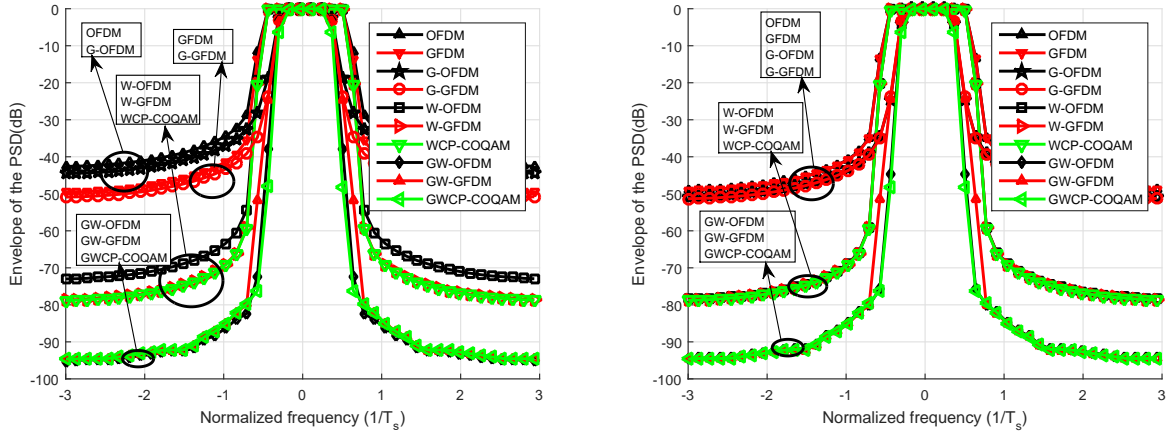 Envelope of the PSD(dB)
0
-10
-20
-30
-40
-50
-60
-70
-80
-90
-100
-3
-2
-1
0
1
2
3
Normalized frequency (1/Ts)
OFDM
G-OFDM
GFDM
G-GFDM
W-OFDM
W-GFDM
WCP-COQAM
GW-OFDM
GW-GFDM
GWCP-COQAM
OFDM
GFDM
G-OFDM
G-GFDM
W-OFDM
W-GFDM
WCP-COQAM
GW-OFDM
GW-GFDM
GWCP-COQAM
Envelope of the PSD(dB)
0
-10
-20
-30
-40
-50
-60
-70
-80
-90
-100
-3
-2
-1
0
1
2
3
Normalized frequency (1/Ts)
OFDM
GFDM
G-OFDM
G-GFDM
W-OFDM
W-GFDM
WCP-COQAM
GW-OFDM
GW-GFDM
GWCP-COQAM
OFDM
GFDM
G-OFDM
G-GFDM
W-OFDM
W-GFDM
WCP-COQAM
GW-OFDM
GW-GFDM
GWCP-COQAM